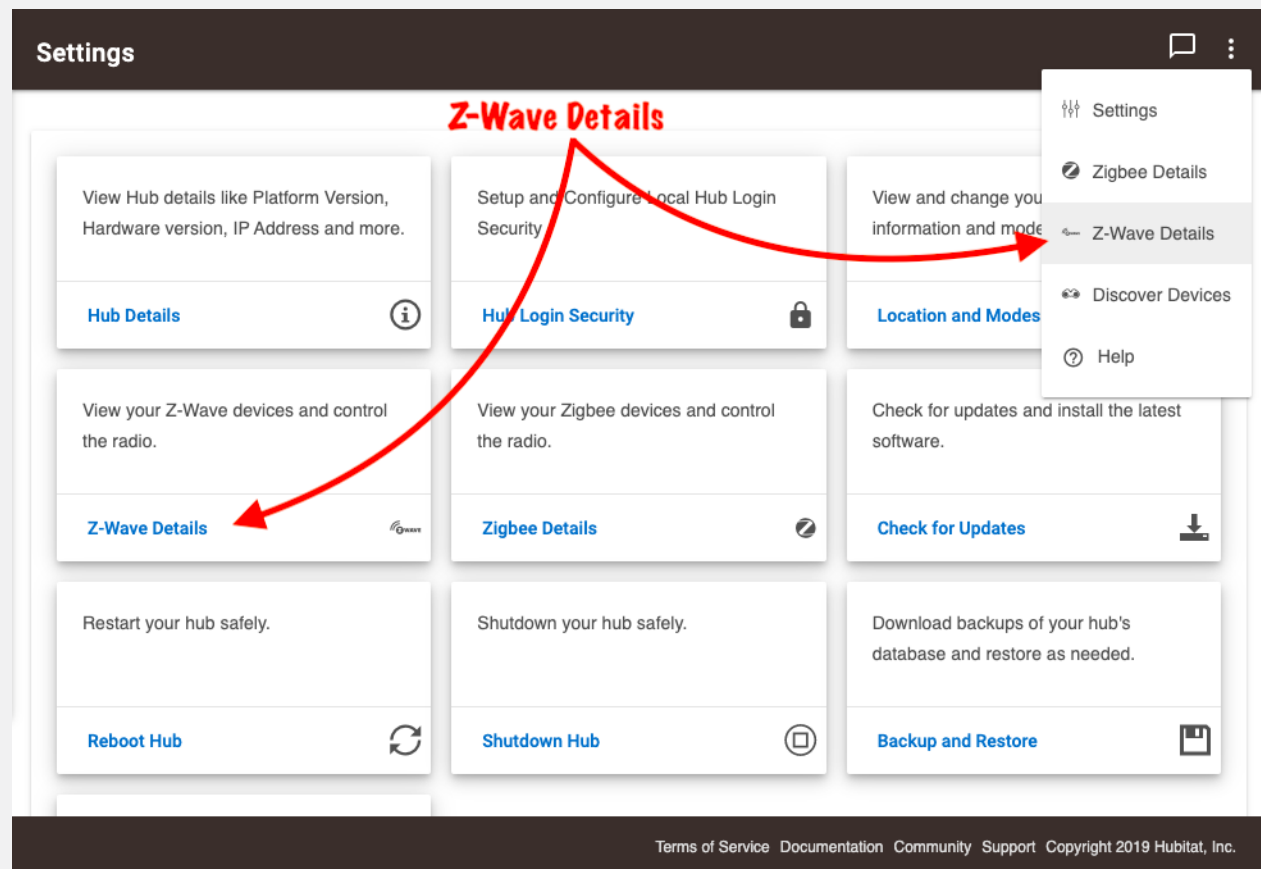 Settings
Z-Wave Details
Settings
Zigbee Details
Z-Wave Details
Discover Devices
Help
View Hub details like Platform Version,
Hardware version, IP Address and more.
Hub Details
Setup and Configure Local Hub Login
Security
Hub Login Security
View and change you
information and mode
Location and Modes
View your Z-Wave devices and control
the radio.
Z-Wave Details
View your Zigbee devices and control
the radio.
Zigbee Details
Check for updates and install the latest
software.
Check for Updates
Restart your hub safely.
Reboot Hub
Shutdown your hub safely.
Shutdown Hub
Download backups of your hub's
database and restore as needed.
Backup and Restore
Terms of Service Documentation Community Support Copyright 2019 Hubitat, Inc.